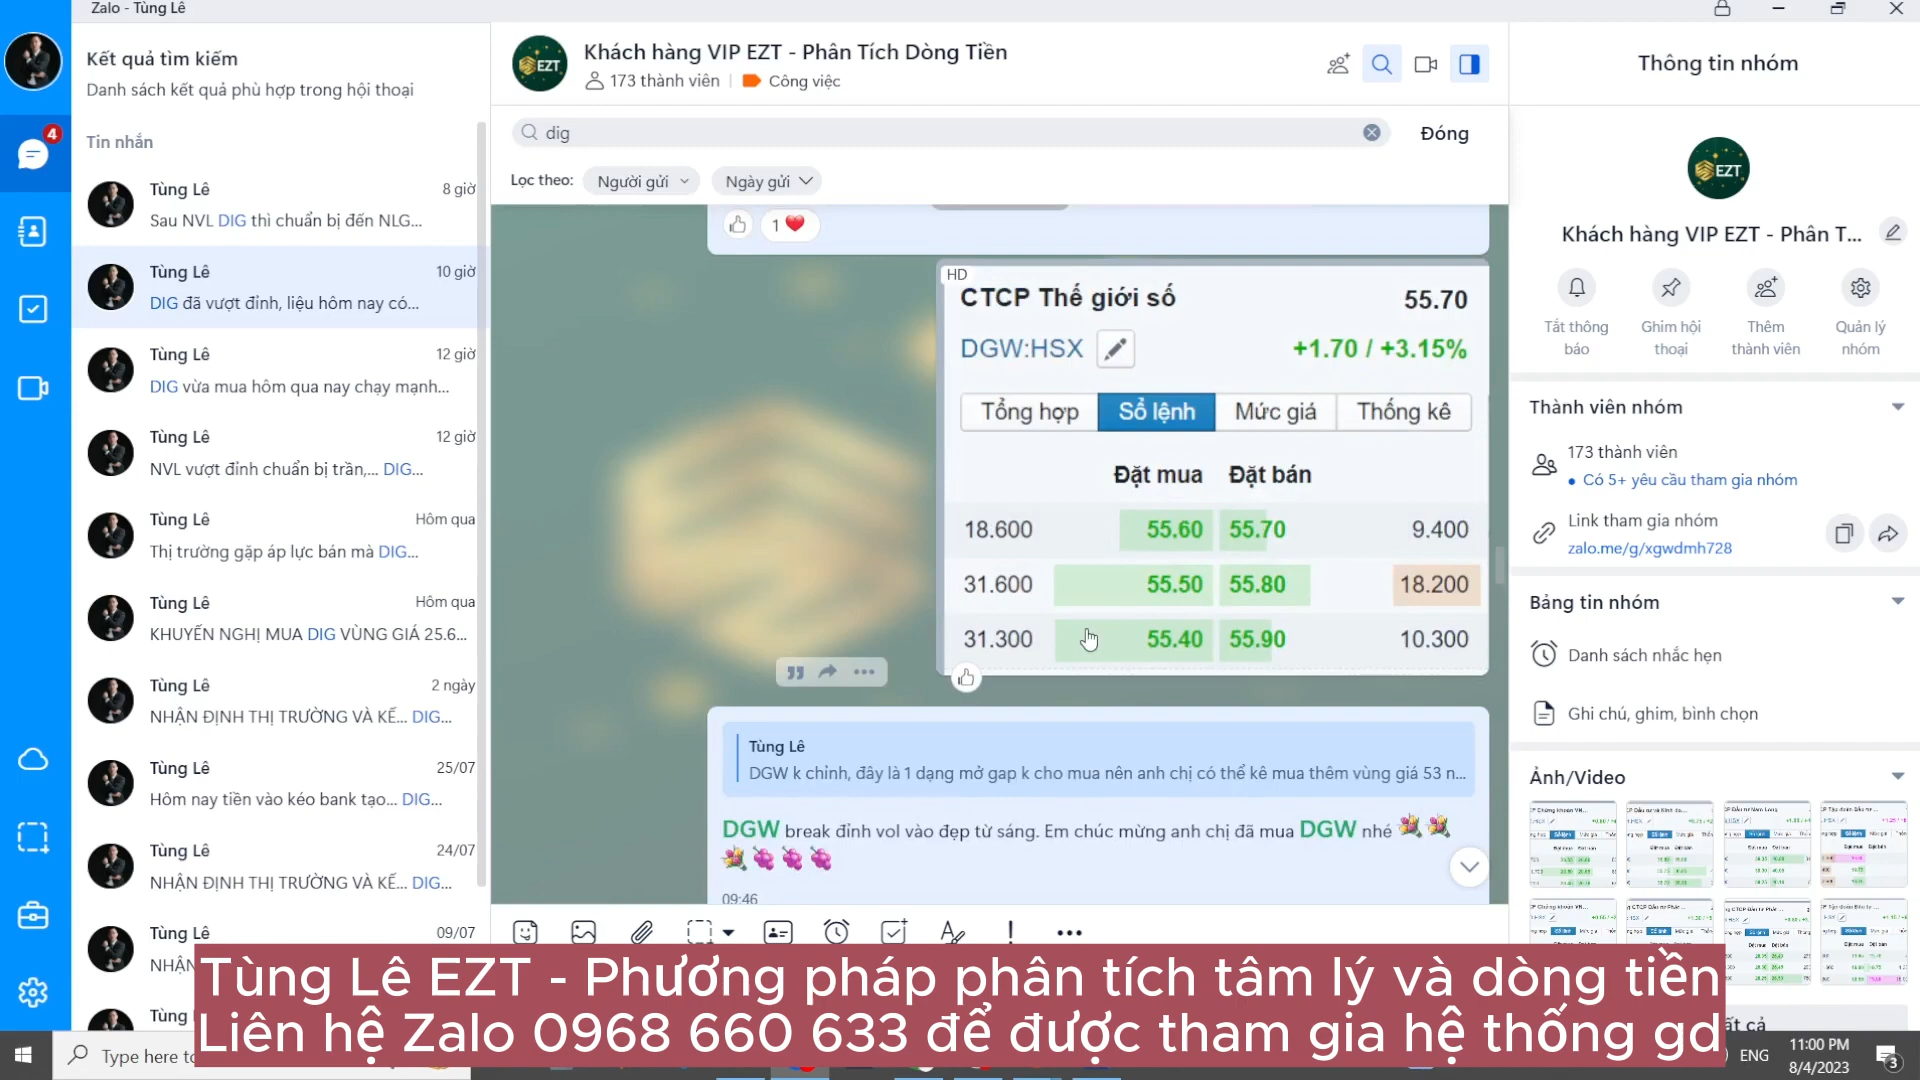 Zalo - Tùng Lê
Kết quả tìm kiếm
Danh sách kết quả phù hợp trong hội thoại
4
Tin nhắn
Tùng Lê
8 giờ
Sau NVL DIG thì chuẩn bị đến NLG...
Tùng Lê
10 giờ
DIG đã vượt đỉnh, liệu hôm nay có...
Tùng Lê
12 giờ
DIG vừa mua hôm qua nay chạy mạnh...
Tùng Lê
12 giờ
NVL vượt đỉnh chuẩn bị trần,... DIG...
Tùng Lê
Hôm qua
Thị trường gặp áp lực bán mà DIG...
Tùng Lê
Hôm qua
KHUYẾN NGHỊ MUA DIG VÙNG GIÁ 25.6...
Tùng Lê
2 ngày
NHẬN ĐỊNH THỊ TRƯỜNG VÀ KẾ... DIG...
Tùng Lê
25/07
Hôm nay tiền vào kéo bank tạo... DIG...
Tùng Lê
24/07
NHẬN ĐỊNH THỊ TRƯỜNG VÀ KẾ... DIG...
Tùng Lê
09/07
NHẬN
Tùng
EZT
Khách hàng VIP EZT - Phân Tích Dòng Tiền
173 thành viên
Công việc
dig
Đóng
Lọc theo:
Người gửi
Ngày gửi
1
HD
CTCP Thế giới số
55.70
DGW:HSX
+1.70 / +3.15%
Tổng hợp
Sổ lệnh
Mức giá
Thống kê
Đặt mua
Đặt bán
18.600 55.60 55.70 9.400
31.600 55.50 55.80 18.200
31.300 55.40 55.90 10.300
Tùng Lê
DGW k chỉnh, đây là 1 dạng mở gap k cho mua nên anh chị có thể kê mua thêm vùng giá 53 n...
DGW break đỉnh vol vào đẹp từ sáng. Em chúc mừng anh chị đã mua DGW nhé
09:46
Thông tin nhóm
EZT
Khách hàng VIP EZT - Phân T...
Tắt thông báo
Ghim hội thoại
Thêm thành viên
Quản lý nhóm
Thành viên nhóm
173 thành viên
Có 5+ yêu cầu tham gia nhóm
Link tham gia nhóm
zalo.me/g/xgwdmh728
Bảng tin nhóm
Danh sách nhắc hẹn
Ghi chú, ghim, bình chọn
Ảnh/Video
ất cả
Tùng Lê EZT - Phương pháp phân tích tâm lý và dòng tiền
Liên hệ Zalo 0968 660 633 để được tham gia hệ thống gd
Type here to
ENG
11:00 PM
8/4/2023
3